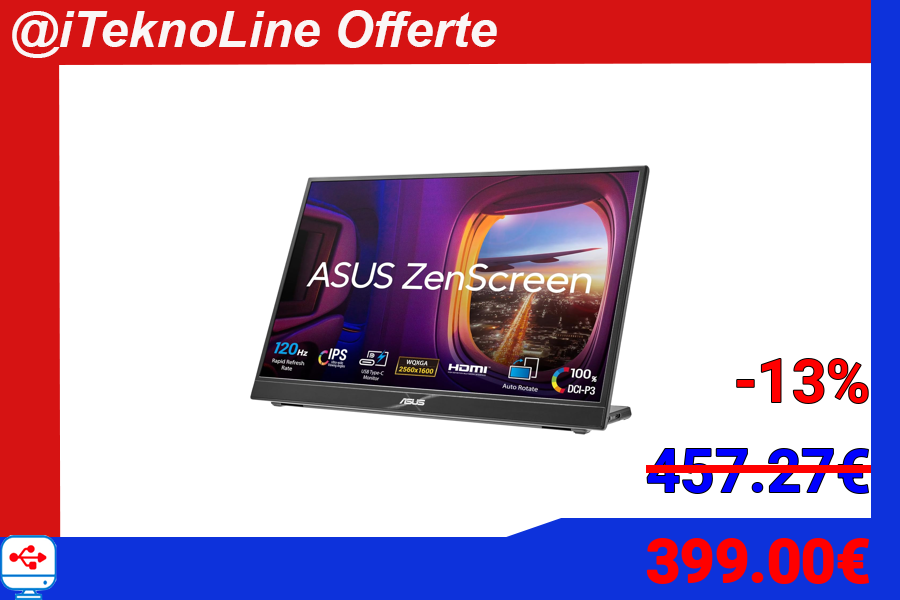 @iTeknoLine Offerte
ASUS ZenScreen
120Hz
Rapid Refresh
Rate
IPS
USB Type-C
Monitor
WQXGA
2560x1600
HDMI
Auto Rotate
100%
DCI-P3
ASUS
-13%
457.27€
399.00€